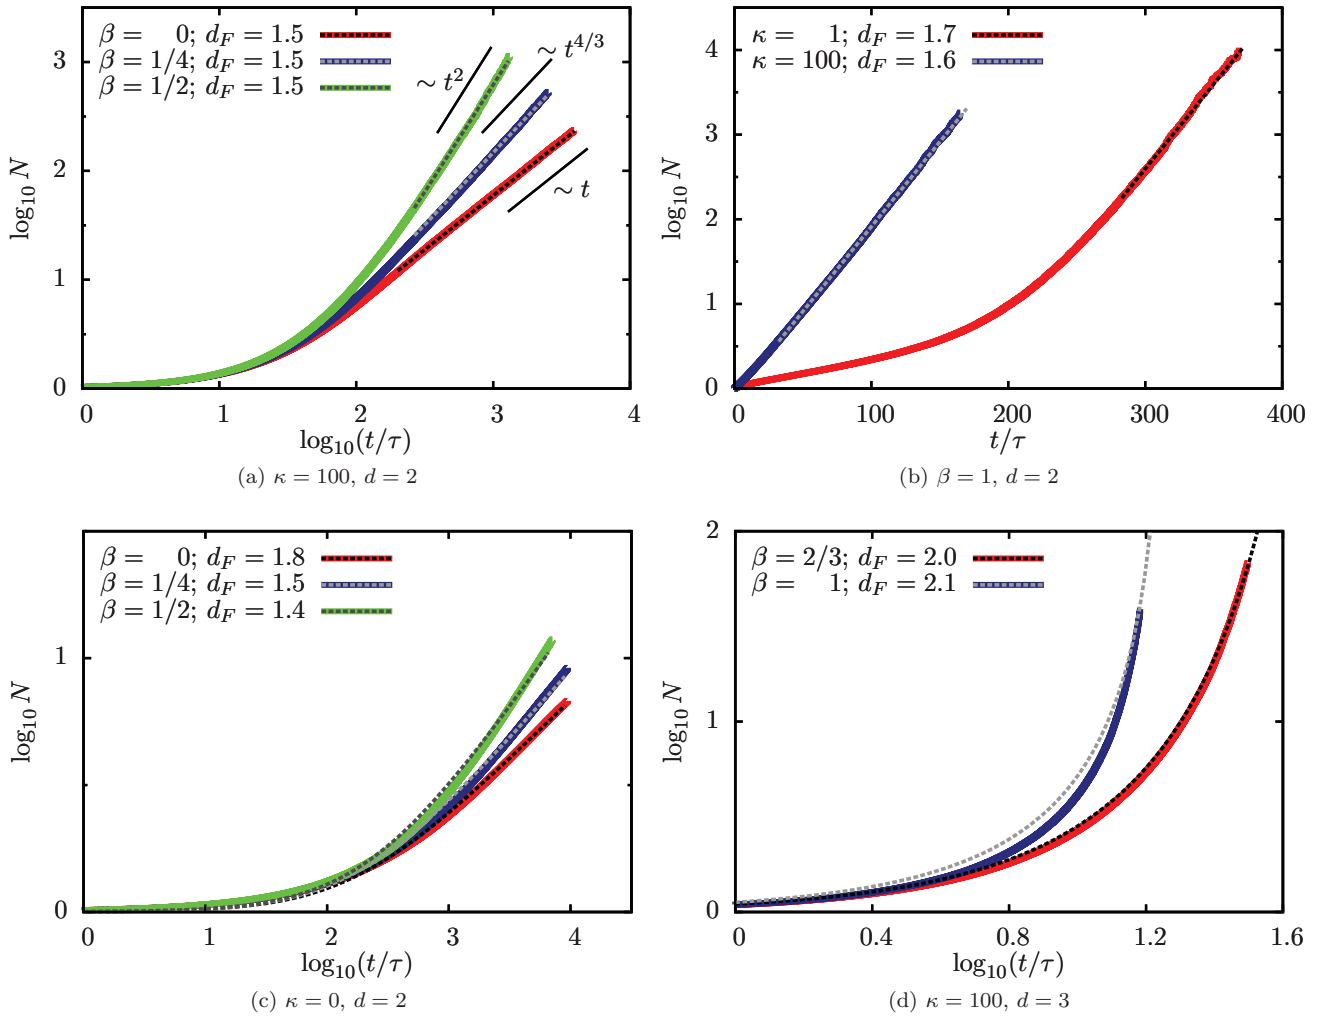 β = 0; d_F = 1.5
β = 1/4; d_F = 1.5
β = 1/2; d_F = 1.5
∼ t^2
∼ t^{4/3}
∼ t
log_10 N
3
2
1
0
0 1 2 3 4
log_10(t/τ)
(a) κ = 100, d = 2
κ = 1; d_F = 1.7
κ = 100; d_F = 1.6
log_10 N
4
3
2
1
0
0 100 200 300 400
t/τ
(b) β = 1, d = 2
β = 0; d_F = 1.8
β = 1/4; d_F = 1.5
β = 1/2; d_F = 1.4
log_10 N
1
0
0 1 2 3 4
log_10(t/τ)
(c) κ = 0, d = 2
β = 2/3; d_F = 2.0
β = 1; d_F = 2.1
log_10 N
2
1
0
0 0.4 0.8 1.2 1.6
log_10(t/τ)
(d) κ = 100, d = 3